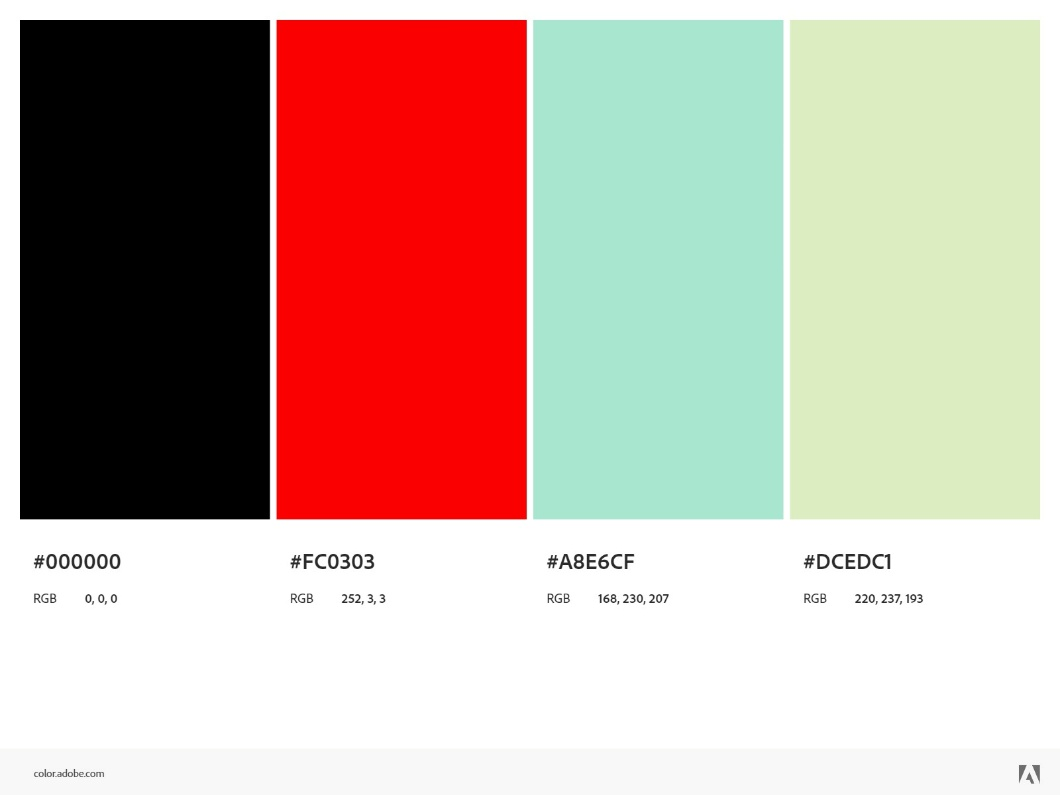 #000000 #FC0303 #A8E6CF #DCEDC1
RGB 0, 0, 0 RGB 252, 3, 3 RGB 168, 230, 207 RGB 220, 237, 193
color.adobe.com